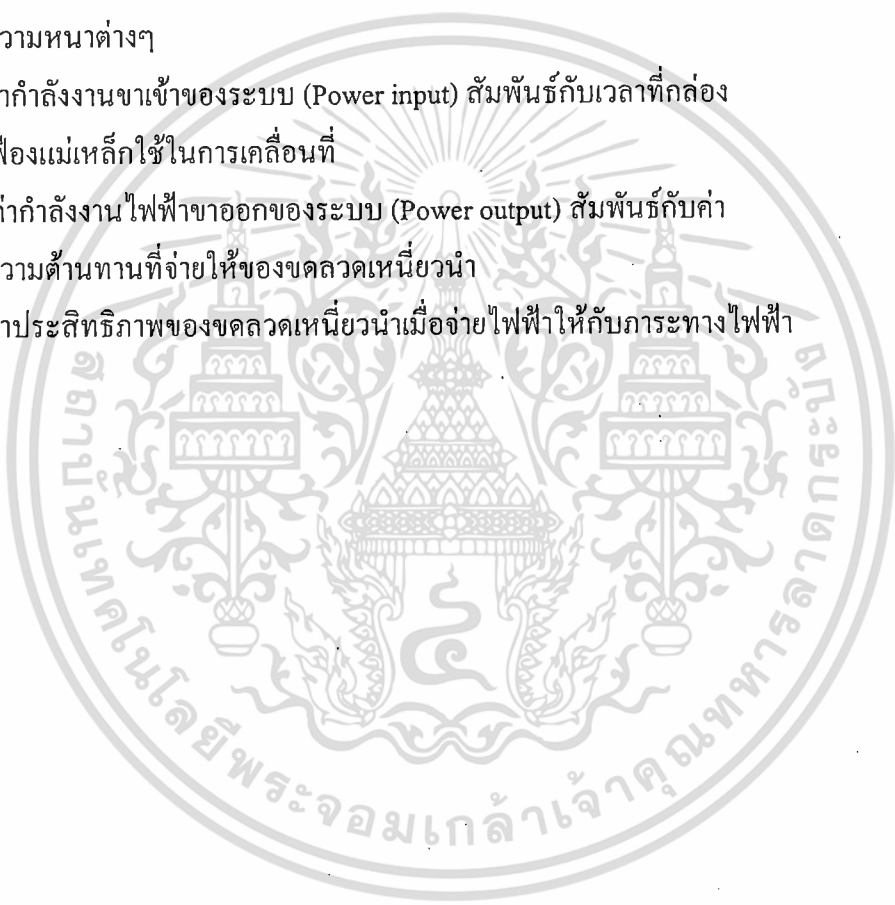 วามหนาต่างๆ
ากำลังงานขาเข้าของระบบ (Power input) สัมพันธ์กับเวลาที่กล่อง
ฟืองแม่เหล็กใช้ในการเคลื่อนที่
ค่ากำลังงานไฟฟ้าขาออกของระบบ (Power output) สัมพันธ์กับค่า
วามต้านทานที่จ่ายให้ของขดลวดเหนี่ยวนำ
าประสิทธิภาพของขดลวดเหนี่ยวนำเมื่อจ่ายไฟฟ้าให้กับภาระทางไฟฟ้า
สถาบันเทคโนโลยีพระจอมเกล้าเจ้าคุณทหารลาดกระบัง